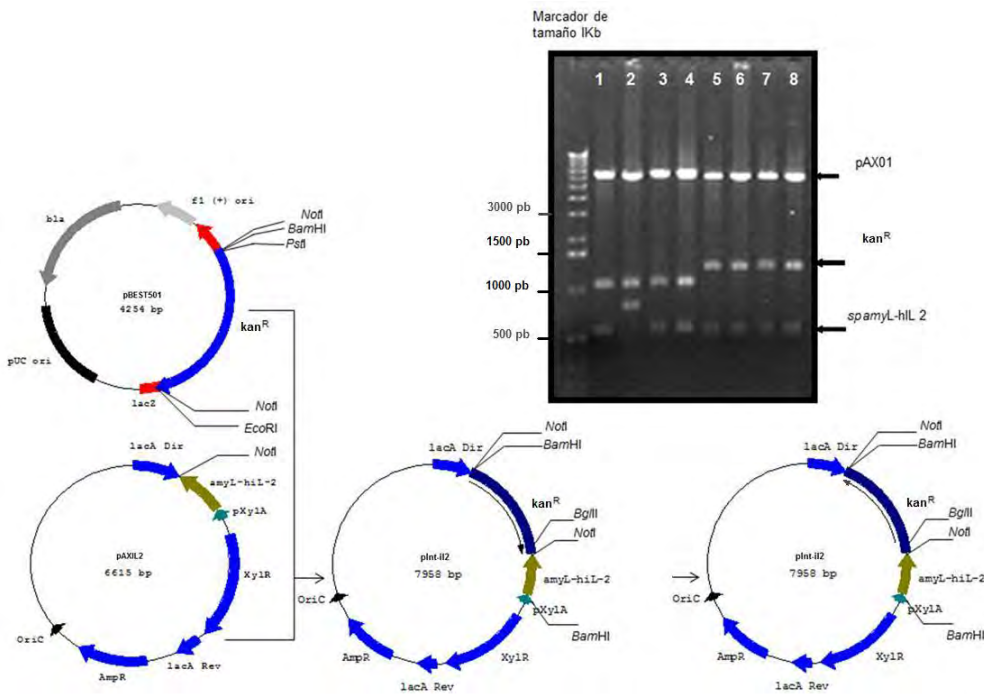 Marcador de
tamaño lKb
1 2 3 4 5 6 7 8
pAX01
3000 pb
kanR
1500 pb
1000 pb
spamyL-hIL 2
500 pb
bla
f1 (+) ori
NotI
BamHI
PstI
pBEST501
4254 bp
kanR
pUC ori
lacZ
NotI
EcoRI
lacA Dir
NotI
amyL-hiL-2
pXylA
pAXIL2
6615 bp
XylR
OriC
AmpR
lacA Rev
lacA Dir
NotI
BamHI
kanR
BglII
NotI
pInt-il2
7958 bp
OriC
amyL-hiL-2
pXylA
BamHI
AmpR
XylR
lacA Rev
lacA Dir
NotI
BamHI
kanR
BglII
NotI
pInt-il2
7958 bp
OriC
amyL-hiL-2
pXylA
BamHI
AmpR
XylR
lacA Rev